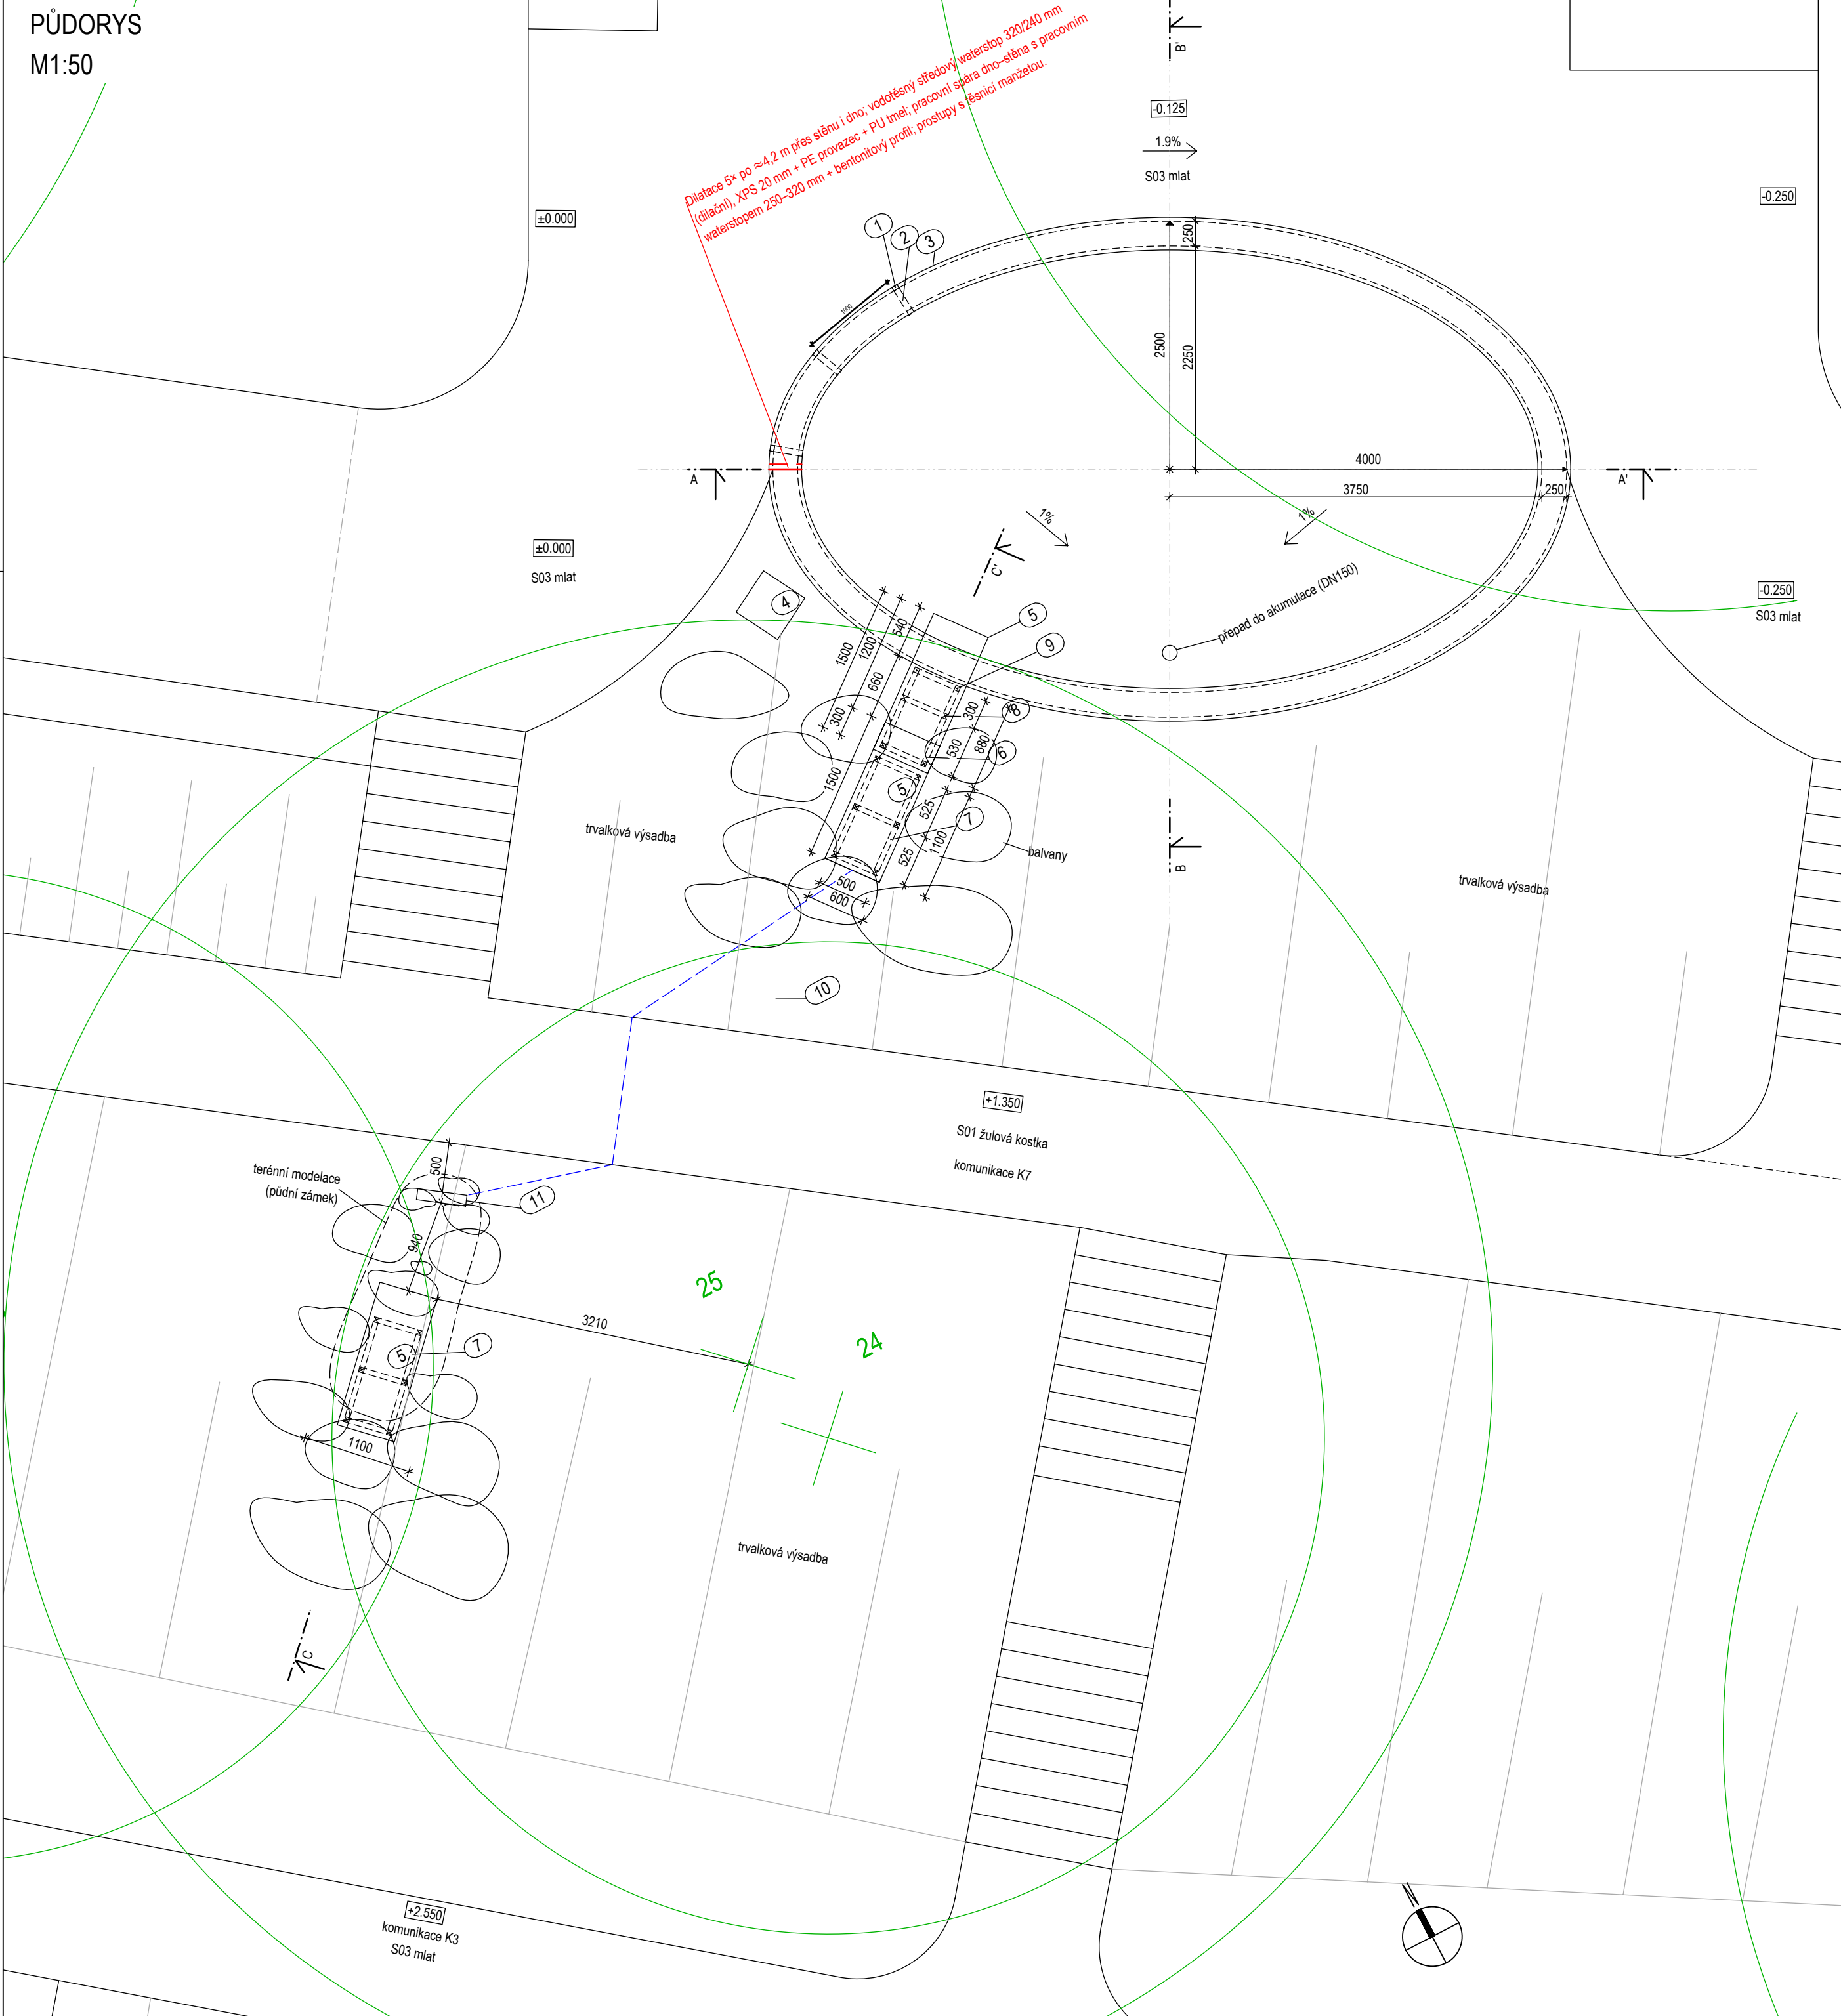 PŮDORYS
M1:50
Dilatace 5× po ≈4,2 m přes stěnu i dno; vodotěsný středový waterstop 320/240 mm
(dilační), XPS 20 mm + PE provazec + PU tmel; pracovní spára dno–stěna s pracovním
waterstopem 250–320 mm + bentonitový profil; prostupy s těsnicí manžetou.
B'
-0.125
1.9%
S03 mlat
-0.250
±0.000
1
2
3
1000
250
2500
2250
4000
3750
250
A
A'
1%
1%
C'
±0.000
S03 mlat
přepad do akumulace (DN150)
-0.250
S03 mlat
4
5
9
8
6
5
7
540
1200
1500
660
300
1500
300
530
880
525
1100
525
500
600
balvany
B
trvalková výsadba
trvalková výsadba
10
+1.350
S01 žulová kostka
komunikace K7
terénní modelace
(půdní zámek)
500
11
940
25
24
3210
5
7
1100
trvalková výsadba
C
+2.550
komunikace K3
S03 mlat
N